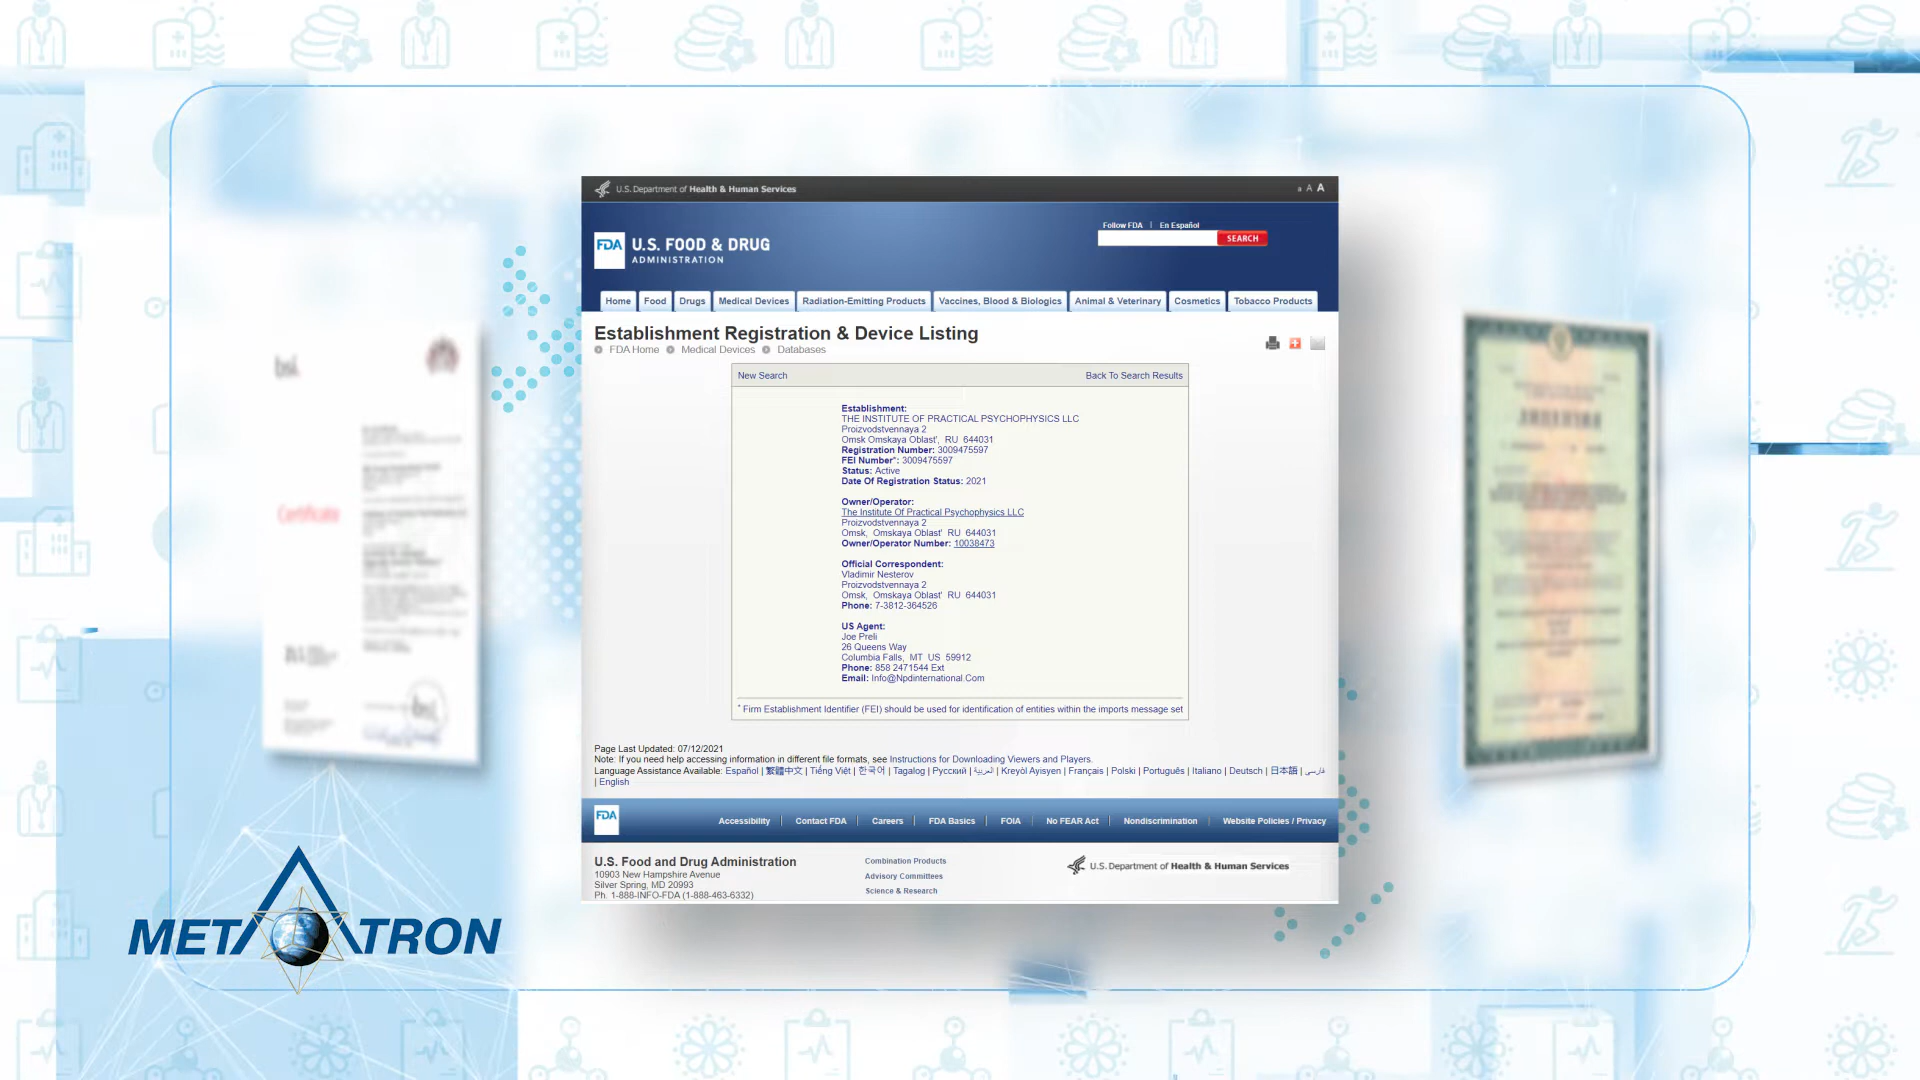 U.S. Department of Health & Human Services
a A A
Follow FDA | En Español
FDA U.S. FOOD & DRUG
ADMINISTRATION
SEARCH
Home Food Drugs Medical Devices Radiation-Emitting Products Vaccines, Blood & Biologics Animal & Veterinary Cosmetics Tobacco Products
Establishment Registration & Device Listing
FDA Home Medical Devices Databases
New Search Back To Search Results
Establishment:
THE INSTITUTE OF PRACTICAL PSYCHOPHYSICS LLC
Proizvodstvennaya 2
Omsk Omskaya Oblast', RU 644031
Registration Number: 3009475597
FEI Number*: 3009475597
Status: Active
Date Of Registration Status: 2021
Owner/Operator:
The Institute Of Practical Psychophysics LLC
Proizvodstvennaya 2
Omsk, Omskaya Oblast' RU 644031
Owner/Operator Number: 10038473
Official Correspondent:
Vladimir Nesterov
Proizvodstvennaya 2
Omsk, Omskaya Oblast' RU 644031
Phone: 7-3812-364526
US Agent:
Joe Preli
26 Queens Way
Columbia Falls, MT US 59912
Phone: 858 2471544 Ext
Email: Info@Npdinternational.Com
* Firm Establishment Identifier (FEI) should be used for identification of entities within the imports message set
Page Last Updated: 07/12/2021
Note: If you need help accessing information in different file formats, see Instructions for Downloading Viewers and Players.
Language Assistance Available: Español | 繁體中文 | Tiếng Việt | 한국어 | Tagalog | Русский | العربية | Kreyòl Ayisyen | Français | Polski | Português | Italiano | Deutsch | 日本語 | فارسی
| English
FDA
Accessibility | Contact FDA | Careers | FDA Basics | FOIA | No FEAR Act | Nondiscrimination | Website Policies / Privacy
U.S. Food and Drug Administration
10903 New Hampshire Avenue
Silver Spring, MD 20993
Ph. 1-888-INFO-FDA (1-888-463-6332)
Combination Products
Advisory Committees
Science & Research
U.S. Department of Health & Human Services
bsi.
Certificate
METATRON